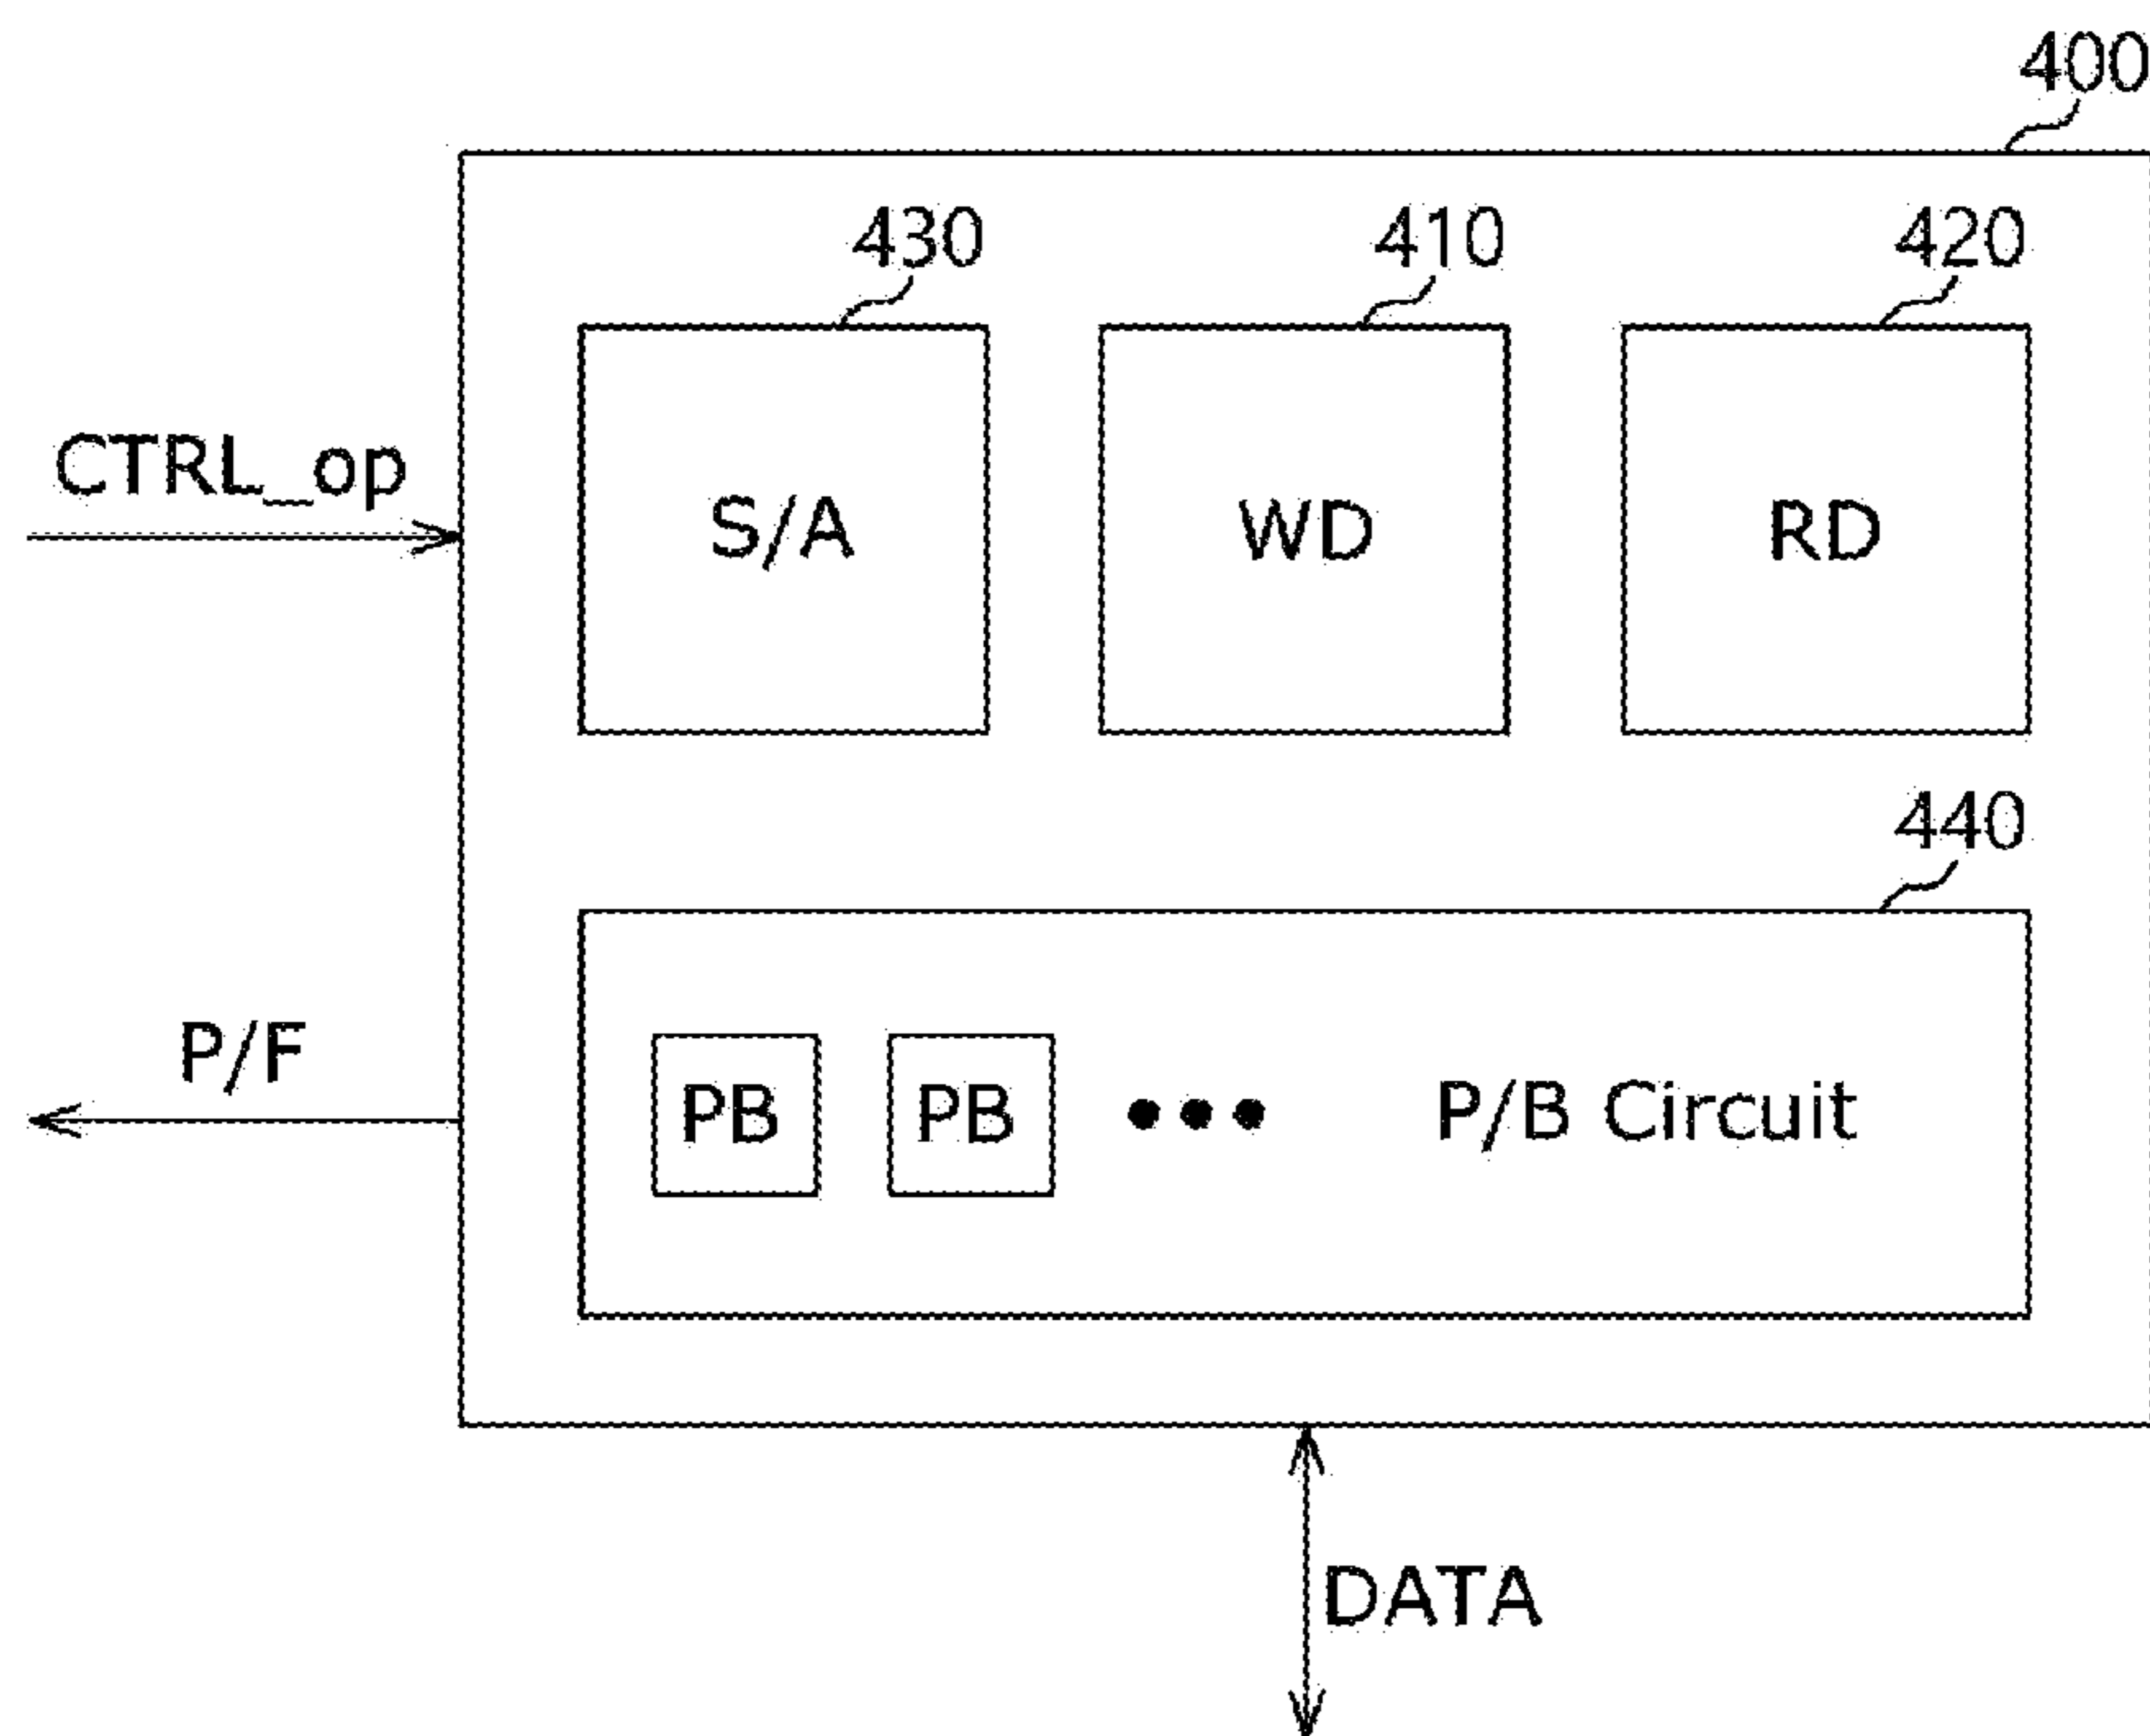 400
430
410
420
CTRL_op
S/A
WD
RD
440
P/F
PB
PB
P/B Circuit
DATA